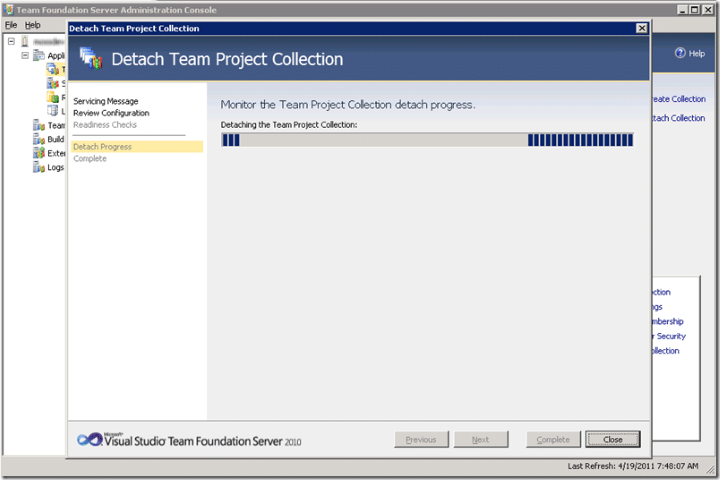 Team Foundation Server Administration Console
File Help
Detach Team Project Collection
Detach Team Project Collection
Help
Appli
T
S
R
L
Team
Build
Exter
Logs
Servicing Message
Review Configuration
Readiness Checks
Detach Progress
Complete
Monitor the Team Project Collection detach progress.
Detaching the Team Project Collection:
reate Collection
tach Collection
ction
ngs
mbership
r Security
ollection
Microsoft
Visual Studio Team Foundation Server 2010
Previous Next Complete Close
Last Refresh: 4/19/2011 7:48:07 AM